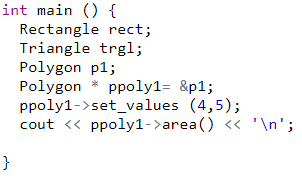 int main () {
  Rectangle rect;
  Triangle trgl;
  Polygon p1;
  Polygon * ppoly1= &p1;
  ppoly1->set_values (4,5);
  cout << ppoly1->area() << '\n';
}